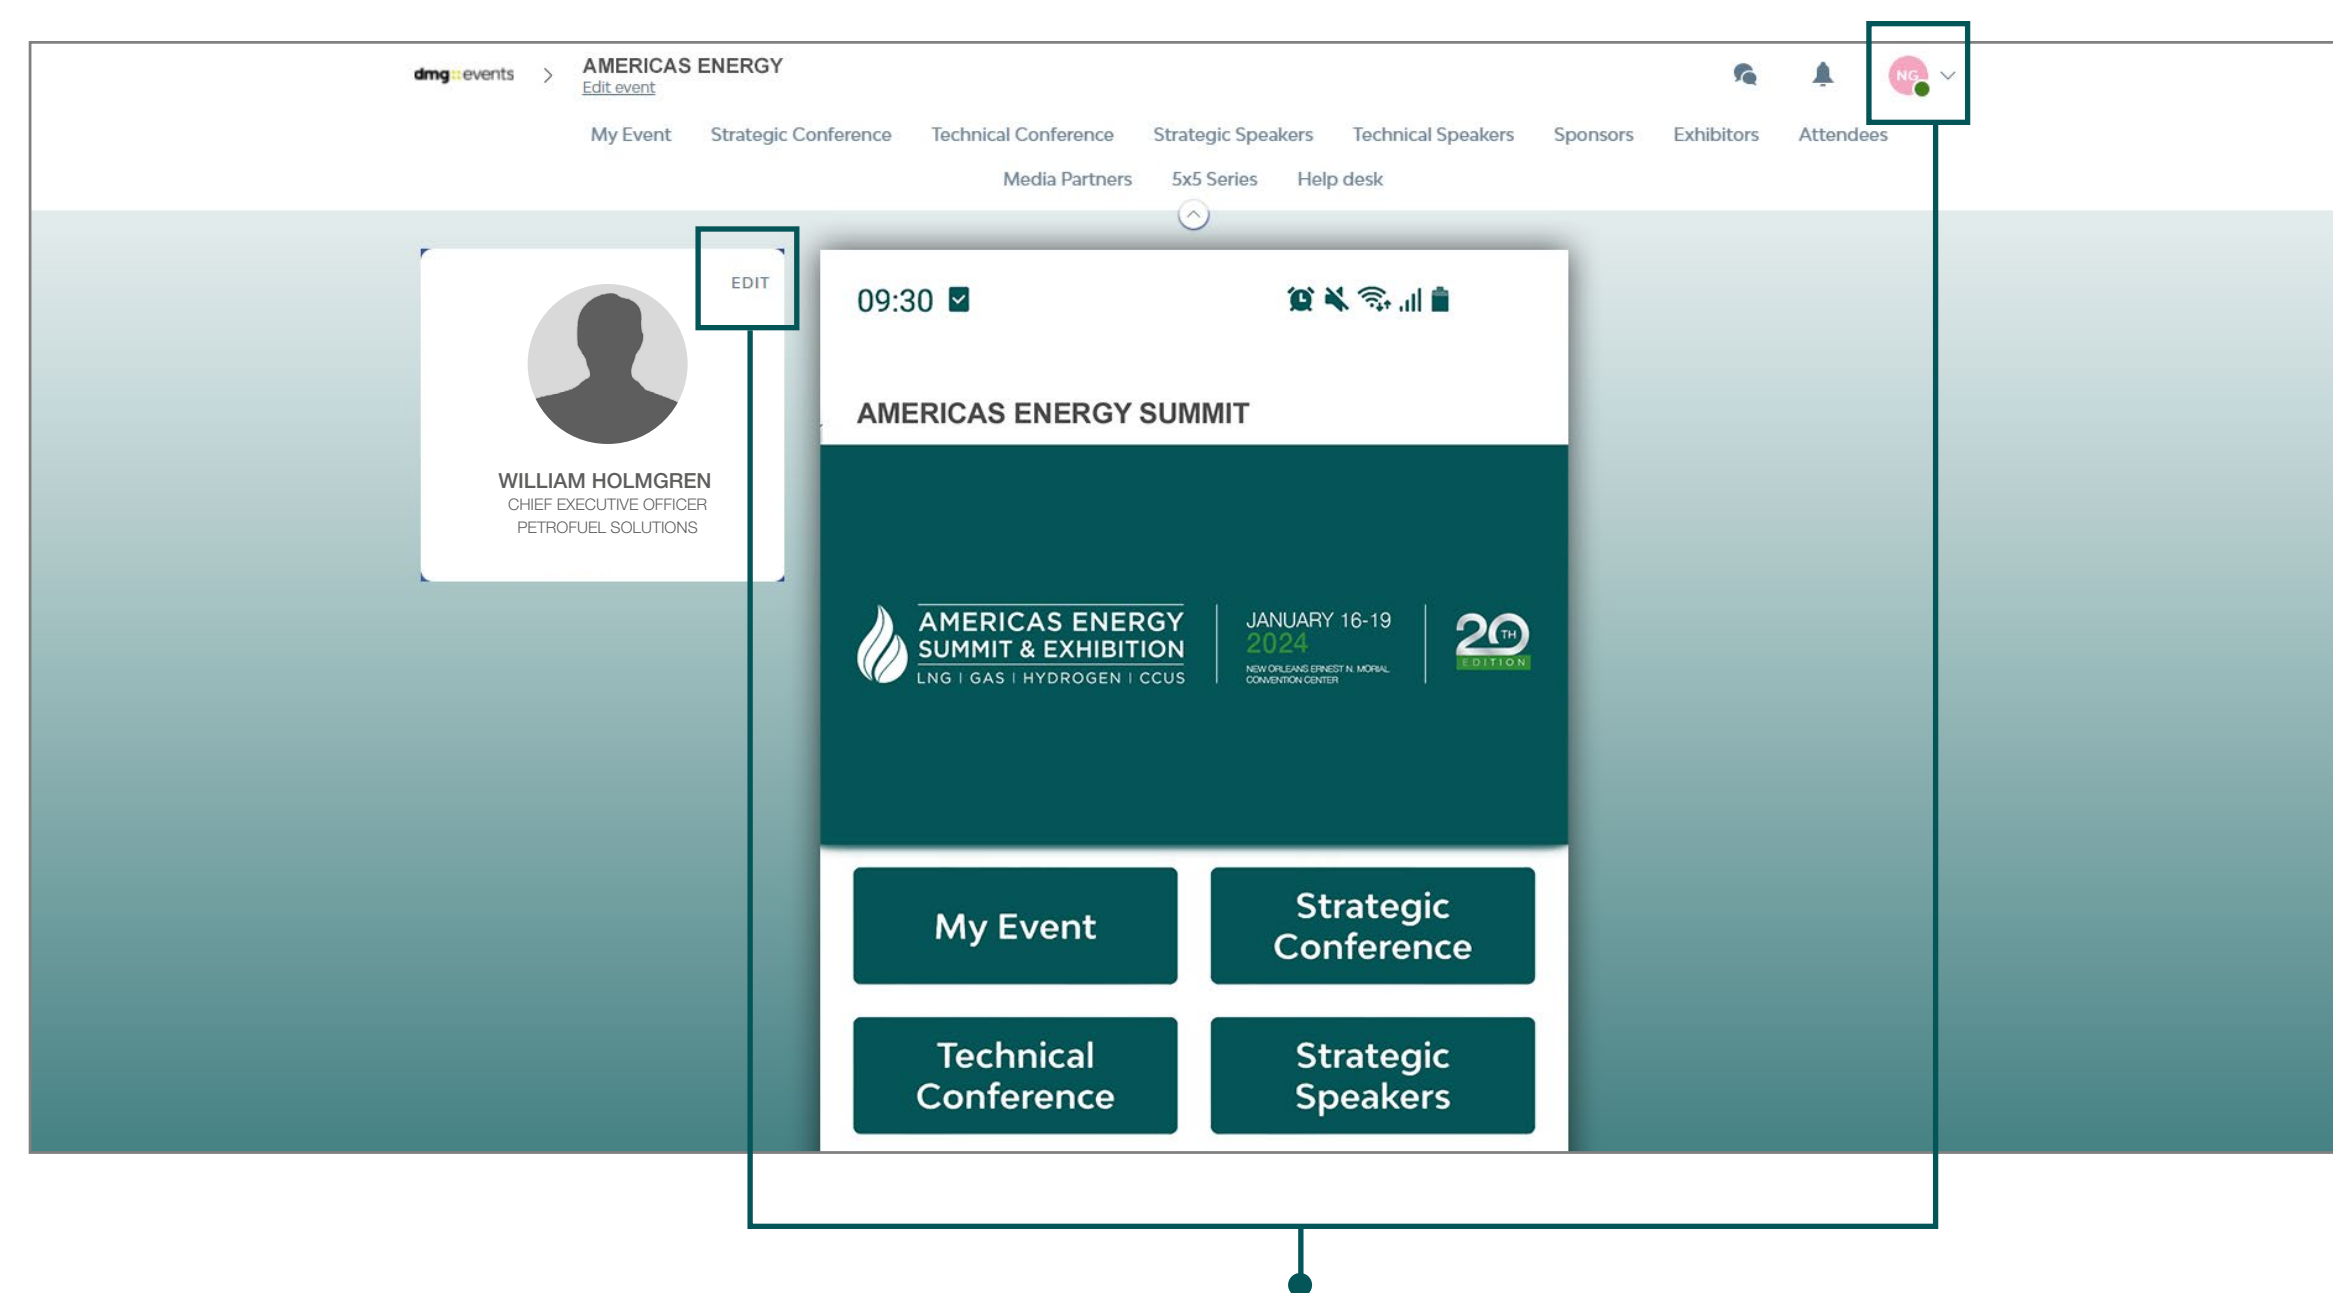 dmg::events > AMERICAS ENERGY
Edit event
NG
My Event Strategic Conference Technical Conference Strategic Speakers Technical Speakers Sponsors Exhibitors Attendees
Media Partners 5x5 Series Help desk
EDIT
WILLIAM HOLMGREN
CHIEF EXECUTIVE OFFICER
PETROFUEL SOLUTIONS
09:30
AMERICAS ENERGY SUMMIT
AMERICAS ENERGY
SUMMIT & EXHIBITION
LNG | GAS | HYDROGEN | CCUS
JANUARY 16-19
2024
NEW ORLEANS ERNEST N. MORIAL
CONVENTION CENTER
20TH
EDITION
My Event
Strategic
Conference
Technical
Conference
Strategic
Speakers